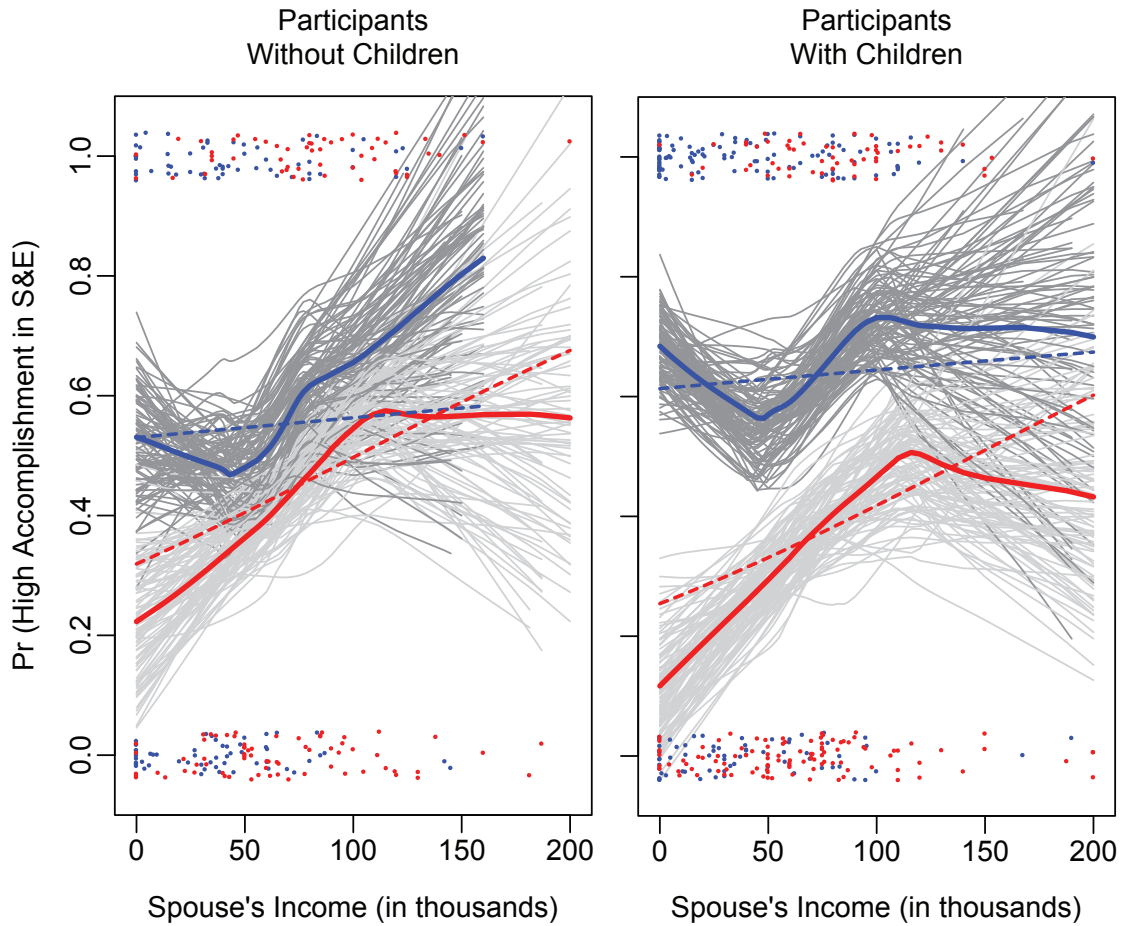 Participants
Without Children
Participants
With Children
Pr (High Accomplishment in S&E)
1.0
0.8
0.6
0.4
0.2
0.0
0 50 100 150 200
0 50 100 150 200
Spouse's Income (in thousands)
Spouse's Income (in thousands)